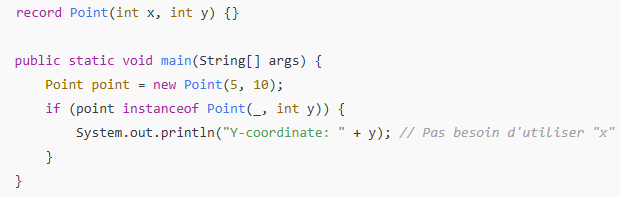 record Point(int x, int y) {}
public static void main(String[] args) {
    Point point = new Point(5, 10);
    if (point instanceof Point(_, int y)) {
        System.out.println("Y-coordinate: " + y); // Pas besoin d'utiliser "x"
    }
}